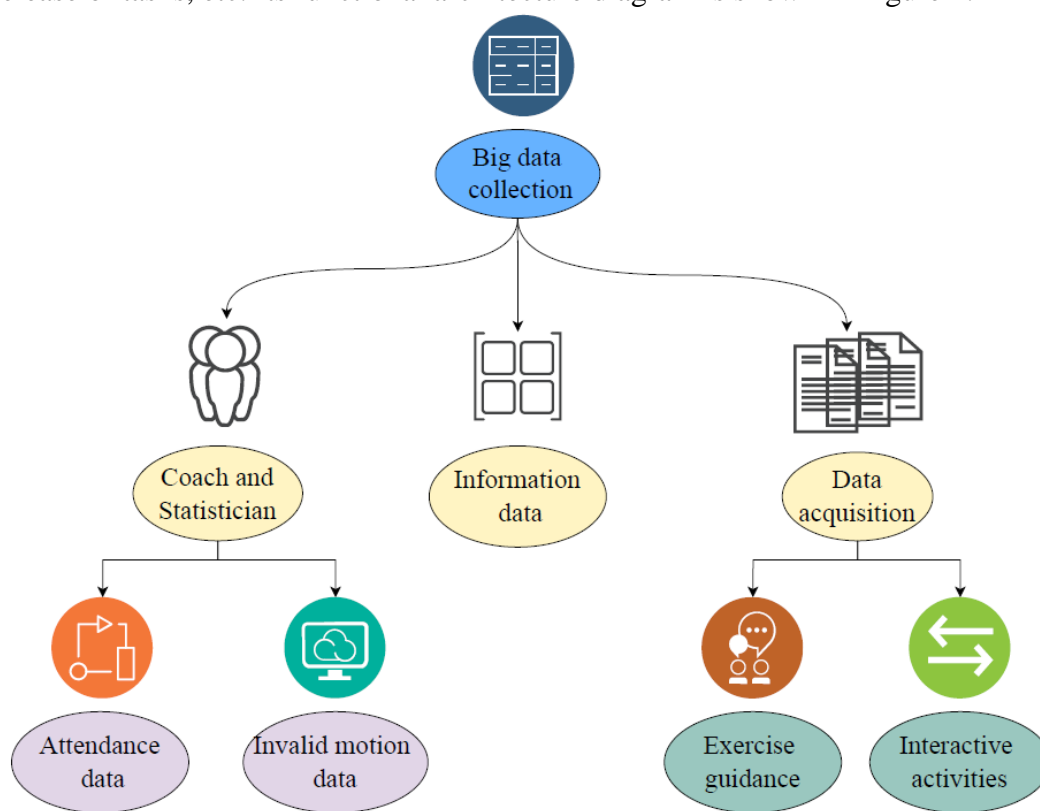 Big data
collection
Coach and
Statistician
Information
data
Data
acquisition
Attendance
data
Invalid motion
data
Exercise
guidance
Interactive
activities